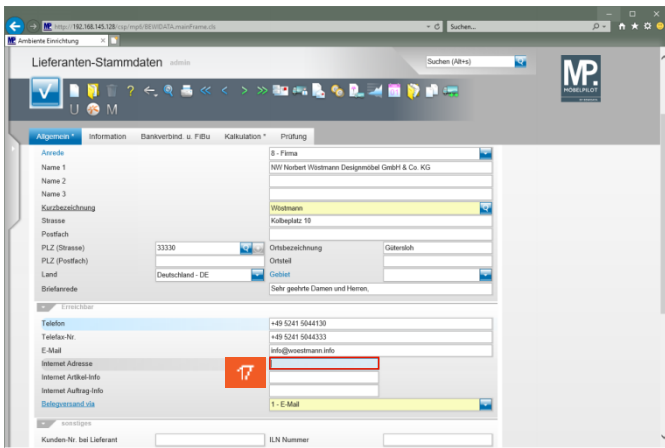 http://192.168.145.128/csp/mpli/BEWIDATA.mainFrame.cls
Suchen...
Ambiente Einrichtung
Lieferanten-Stammdaten admin
Suchen (Alt+s)
MP
MÖBELPILOT
U M
Allgemein * Information Bankverbind. u. FiBu Kalkulation * Prüfung
Anrede 8 - Firma
Name 1 NW Norbert Wöstmann Designmöbel GmbH & Co. KG
Name 2
Name 3
Kurzbezeichnung Wöstmann
Strasse Kolbeplatz 10
Postfach
PLZ (Strasse) 33330 Ortsbezeichnung Gütersloh
PLZ (Postfach) Ortsteil
Land Deutschland - DE Gebiet
Briefanrede Sehr geehrte Damen und Herren,
Erreichbar
Telefon +49 5241 5044130
Telefax-Nr. +49 5241 5044333
E-Mail info@woestmann.info
Internet Adresse
17
Internet Artikel-Info
Internet Auftrag-Info
Belegversand via 1 - E-Mail
sonstiges
Kunden-Nr. bei Lieferant ILN Nummer